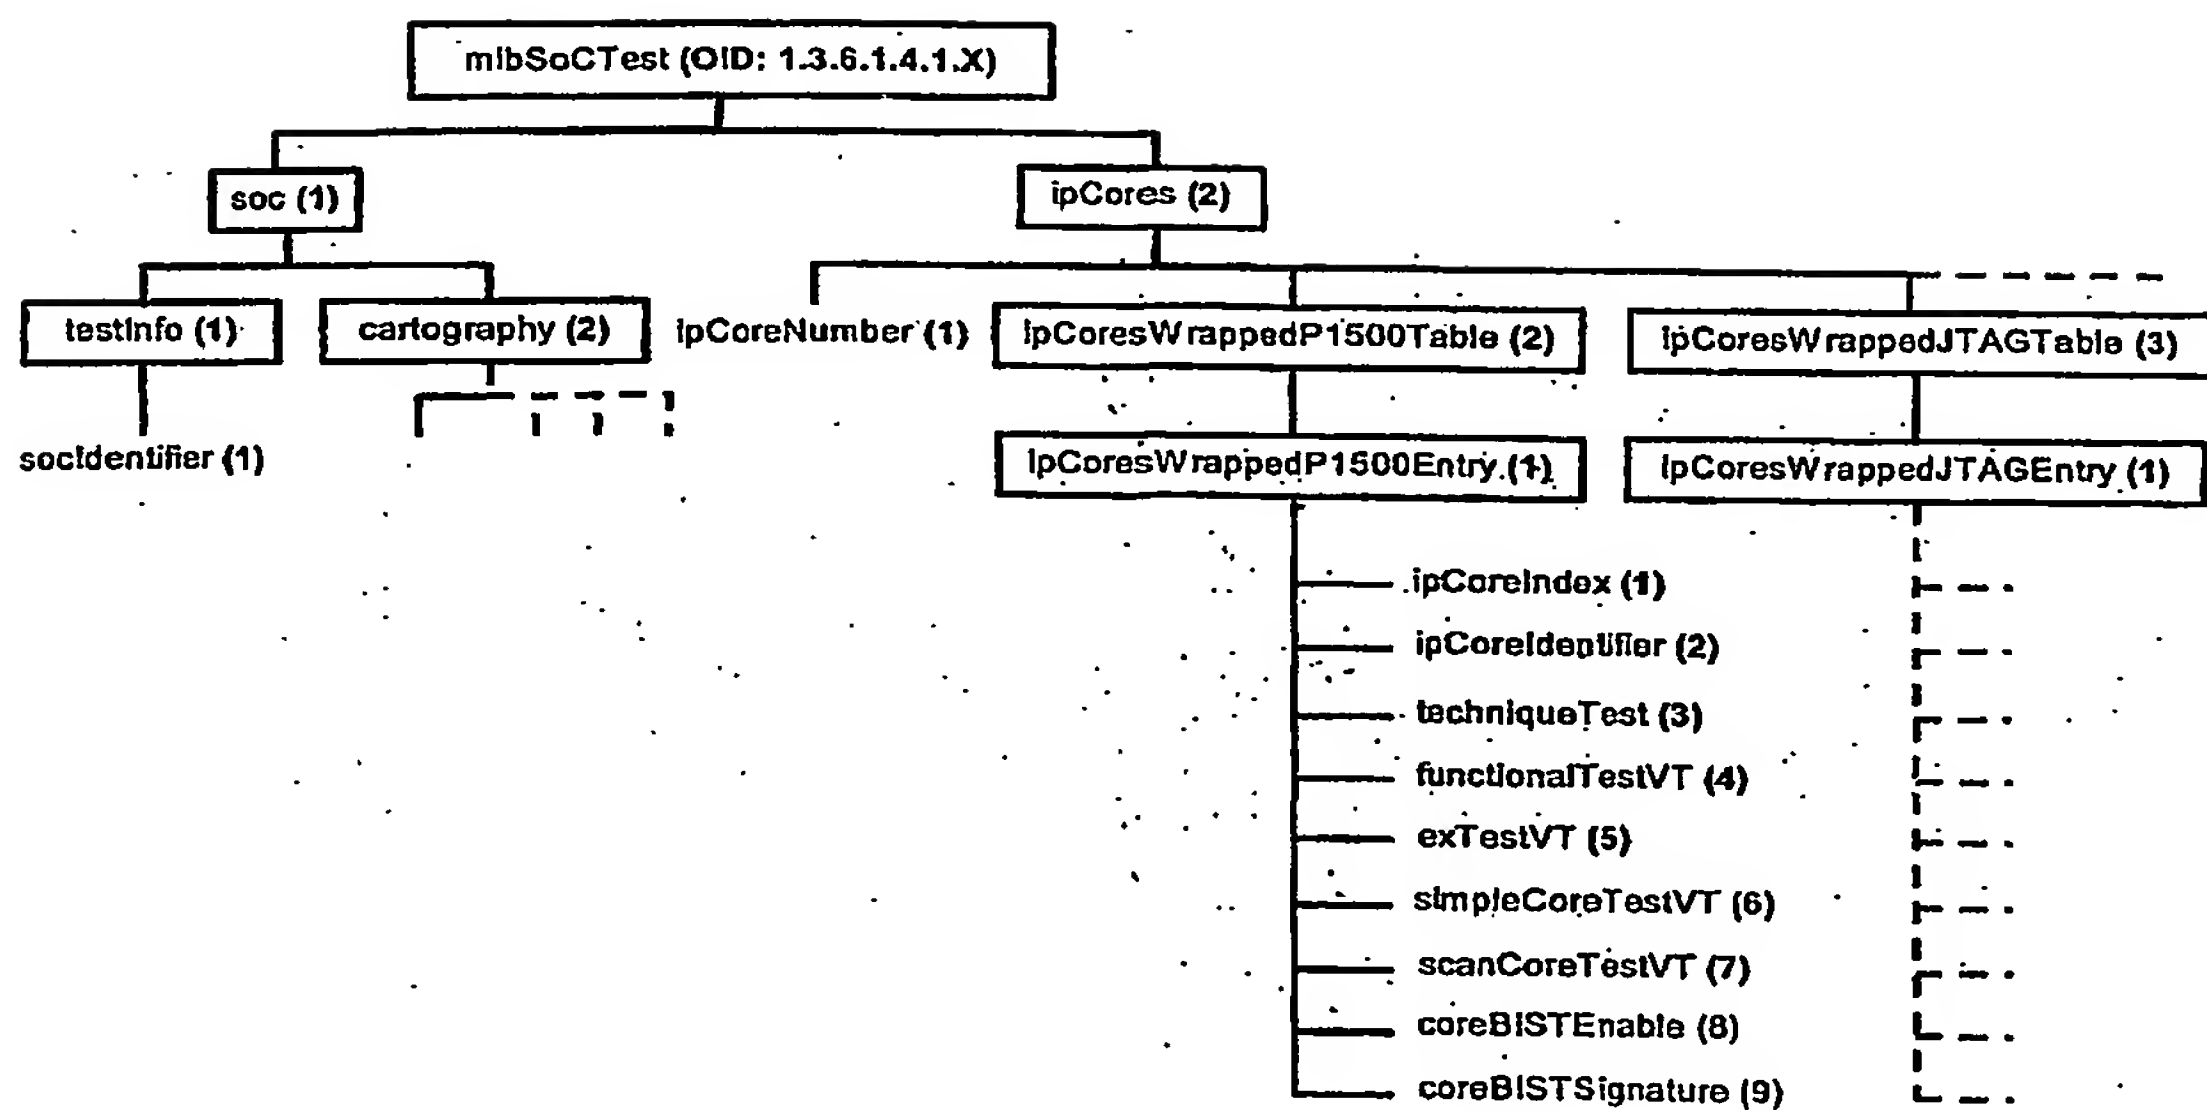 mibSoCTest (OID: 1.3.6.1.4.1.X)
soc (1)
ipCores (2)
testInfo (1)
cartography (2)
ipCoreNumber (1)
ipCoresWrappedP1500Table (2)
ipCoresWrappedJTAGTable (3)
socIdentifier (1)
ipCoresWrappedP1500Entry (1)
ipCoresWrappedJTAGEntry (1)
ipCoreIndex (1)
ipCoreIdentifier (2)
techniqueTest (3)
functionalTestVT (4)
exTestVT (5)
simpleCoreTestVT (6)
scanCoreTestVT (7)
coreBISTEnable (8)
coreBISTSignature (9)